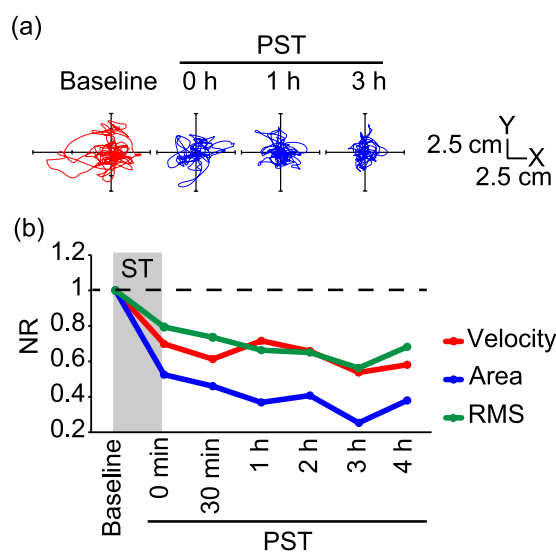 (a)
PST
Baseline 0 h 1 h 3 h
Y
2.5 cm
X
2.5 cm
(b)
1.2
ST
1
0.8
0.6
0.4
0.2
NR
Velocity
Area
RMS
Baseline 0 min 30 min 1 h 2 h 3 h 4 h
PST